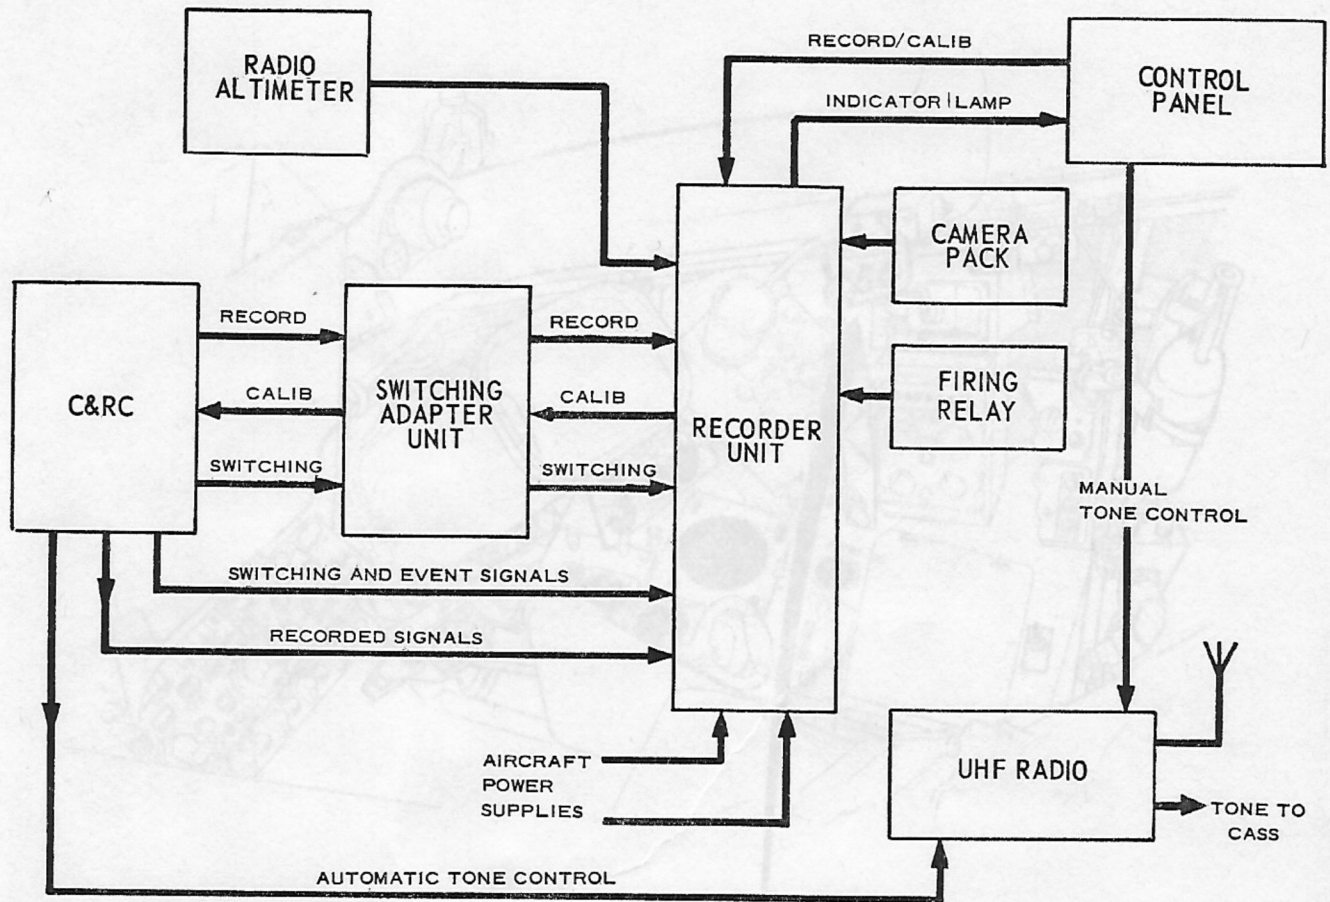 RADIO
ALTIMETER
RECORD/CALIB
INDICATOR LAMP
CONTROL
PANEL
CAMERA
PACK
FIRING
RELAY
C&RC
RECORD
CALIB
SWITCHING
SWITCHING
ADAPTER
UNIT
RECORD
CALIB
SWITCHING
RECORDER
UNIT
MANUAL
TONE CONTROL
SWITCHING AND EVENT SIGNALS
RECORDED SIGNALS
AIRCRAFT
POWER
SUPPLIES
UHF RADIO
TONE TO
CASS
AUTOMATIC TONE CONTROL